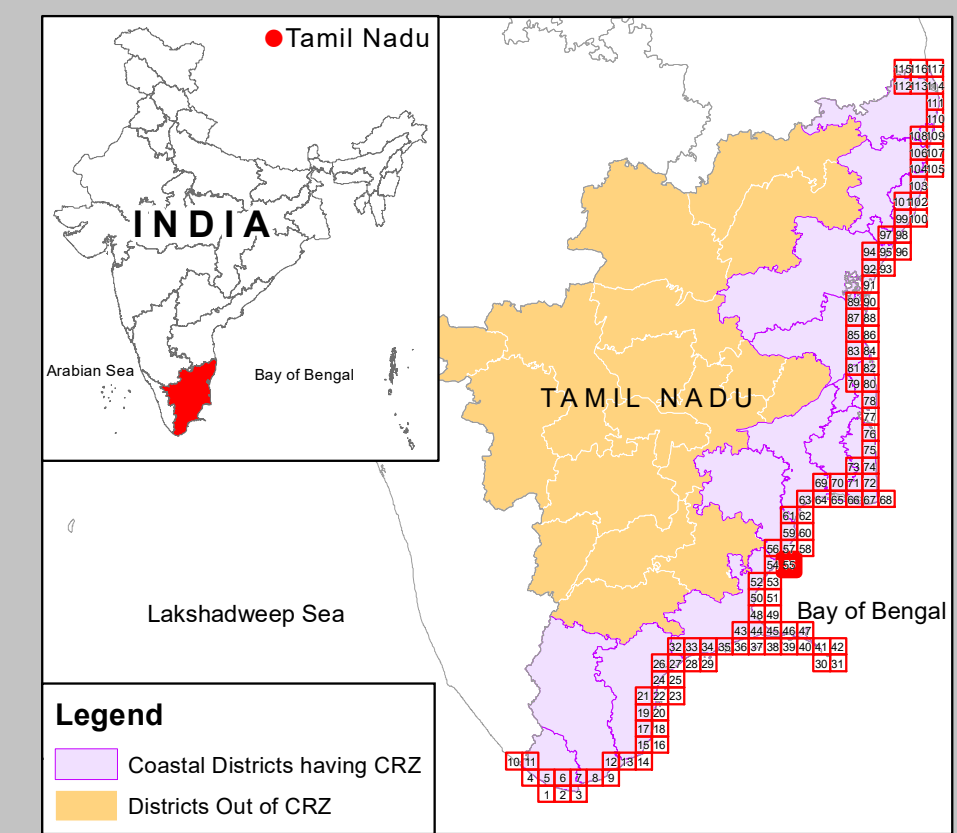 Tamil Nadu
INDIA
Arabian Sea
Bay of Bengal
TAMIL NADU
115 116 117
112 113 114
111
110
108 109
106 107
104 105
103
101 102
99 100
97 98
94 95 96
92 93
91
89 90
87 88
85 86
83 84
81 82
79 80
78
77
76
75
73 74
69 70 71 72
63 64 65 66 67 68
61 62
59 60
56 57 58
54 55
52 53
50 51
48 49
Bay of Bengal
Lakshadweep Sea
43 44 45 46 47
32 33 34 35 36 37 38 39 40 41 42
26 27 28 29 30 31
24 25
21 22 23
19 20
17 18
15 16
10 11 12 13 14
4 5 6 7 8 9
1 2 3
Legend
Coastal Districts having CRZ
Districts Out of CRZ